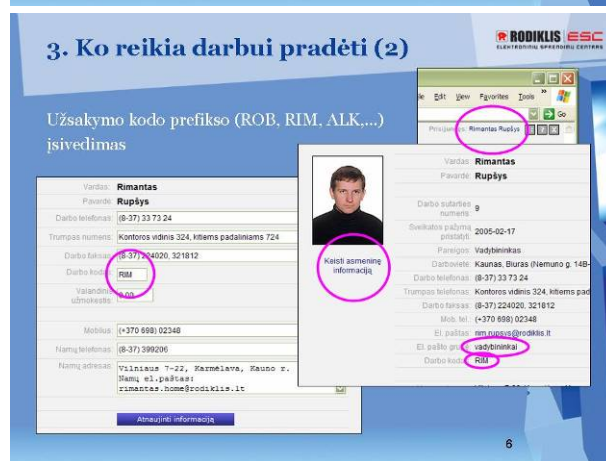 3. Ko reikia darbui pradėti (2)
RODIKLIS ESC
ELEKTRONINIŲ SPRENDIMŲ CENTRAS
Užsakymo kodo prefikso (ROB, RIM, ALK,...)
įsivedimas
Edit View Favorites Tools
Go
Prisijungęs: Rimantas Rupšys
Vardas: Rimantas
Pavardė: Rupšys
Darbo telefonas: (8-37) 33 73 24
Trumpas numeris: Kontoros vidinis 324, kitiems padaliniams 724
Darbo faksas: (8-37) 224020, 321812
Darbo kodas: RIM
Valandinis
užmokestis: 0.00
Mobilus: (+370 698) 02348
Namų telefonas: (8-37) 399206
Namų adresas: Vilniaus 7-22, Karmėlava, Kauno r.
Namų el.paštas:
rimantas.home@rodiklis.lt
Atnaujinti informaciją
Keisti asmeninę
informaciją
Vardas: Rimantas
Pavardė: Rupšys
Darbo sutarties
numeris: 9
Sveikatos pažymą
pristatyti: 2005-02-17
Pareigos: Vadybininkas
Darbovietė: Kaunas, Biuras (Nemuno g. 14B-
Darbo telefonas: (8-37) 33 73 24
Trumpas telefonas: Kontoros vidinis 324, kitiems pad
Darbo faksas: (8-37) 224020, 321812
Mob. tel.: (+370 698) 02348
El. paštas: rim.rupsys@rodiklis.lt
El. pašto grupė: vadybininkai
Darbo kodas: RIM
6